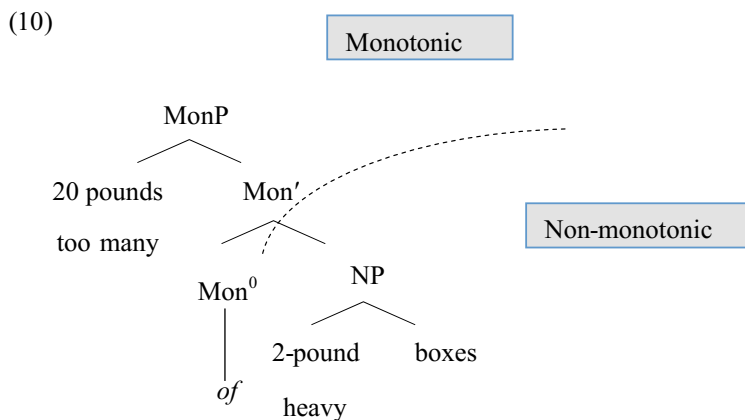 (10)
Monotonic
MonP
20 pounds Mon′
too many
Non-monotonic
Mon⁰ NP
2-pound boxes
of
heavy